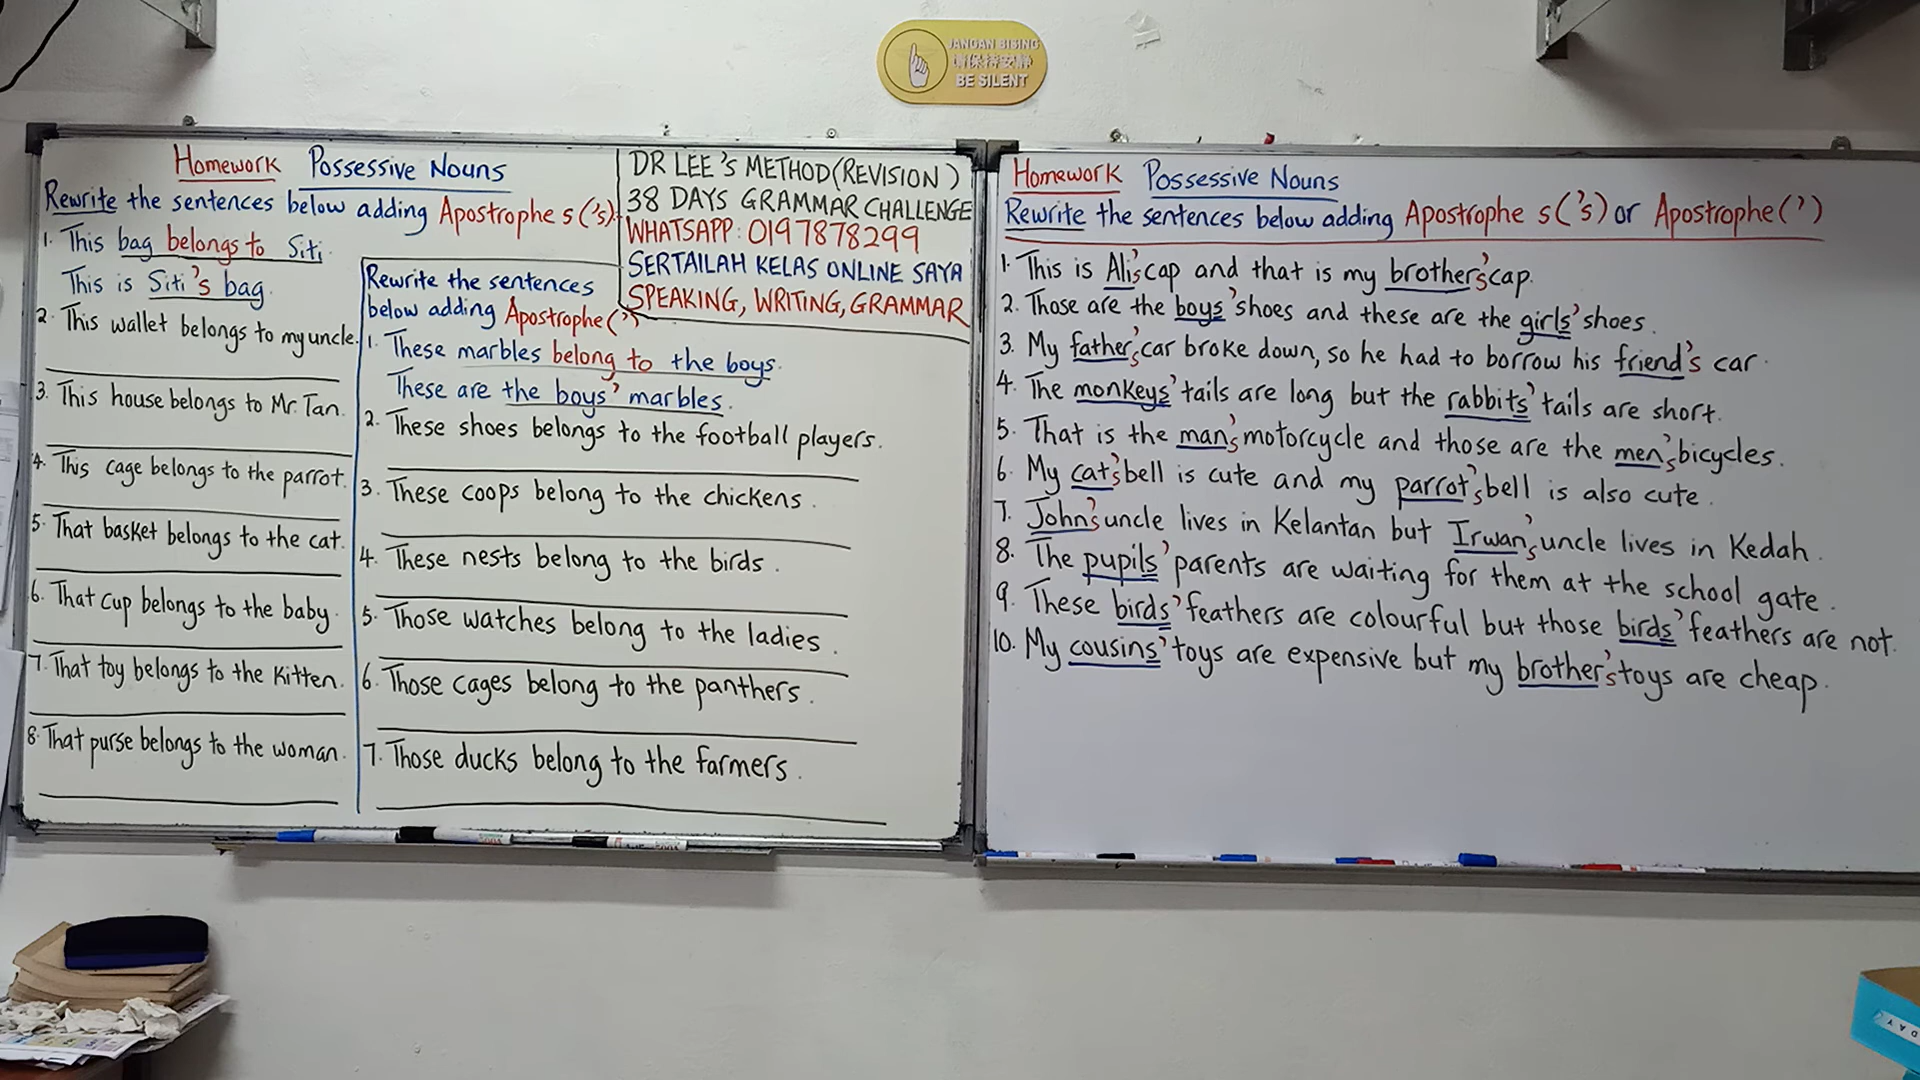 JANGAN BISING
请保持安静
BE SILENT
Homework Possessive Nouns
Rewrite the sentences below adding Apostrophe s ('s).
1. This bag belongs to Siti.
This is Siti's bag.
2. This wallet belongs to my uncle.
3. This house belongs to Mr. Tan.
4. This cage belongs to the parrot.
5. That basket belongs to the cat.
6. That cup belongs to the baby.
7. That toy belongs to the kitten.
8. That purse belongs to the woman.
DR LEE'S METHOD (REVISION)
38 DAYS GRAMMAR CHALLENGE
WHATSAPP: 0197878299
SERTAILAH KELAS ONLINE SAYA
SPEAKING, WRITING, GRAMMAR
Rewrite the sentences
below adding Apostrophe (')
1. These marbles belong to the boys.
These are the boys' marbles.
2. These shoes belongs to the football players.
3. These coops belong to the chickens.
4. These nests belong to the birds.
5. Those watches belong to the ladies.
6. Those cages belong to the panthers.
7. Those ducks belong to the farmers.
Homework Possessive Nouns
Rewrite the sentences below adding Apostrophe s ('s) or Apostrophe (')
1. This is Ali's cap and that is my brother's cap.
2. Those are the boys' shoes and these are the girls' shoes.
3. My father's car broke down, so he had to borrow his friend's car.
4. The monkeys' tails are long but the rabbits' tails are short.
5. That is the man's motorcycle and those are the men's bicycles.
6. My cat's bell is cute and my parrot's bell is also cute.
7. John's uncle lives in Kelantan but Irwan's uncle lives in Kedah.
8. The pupils' parents are waiting for them at the school gate.
9. These birds' feathers are colourful but those birds' feathers are not.
10. My cousins' toys are expensive but my brother's toys are cheap.